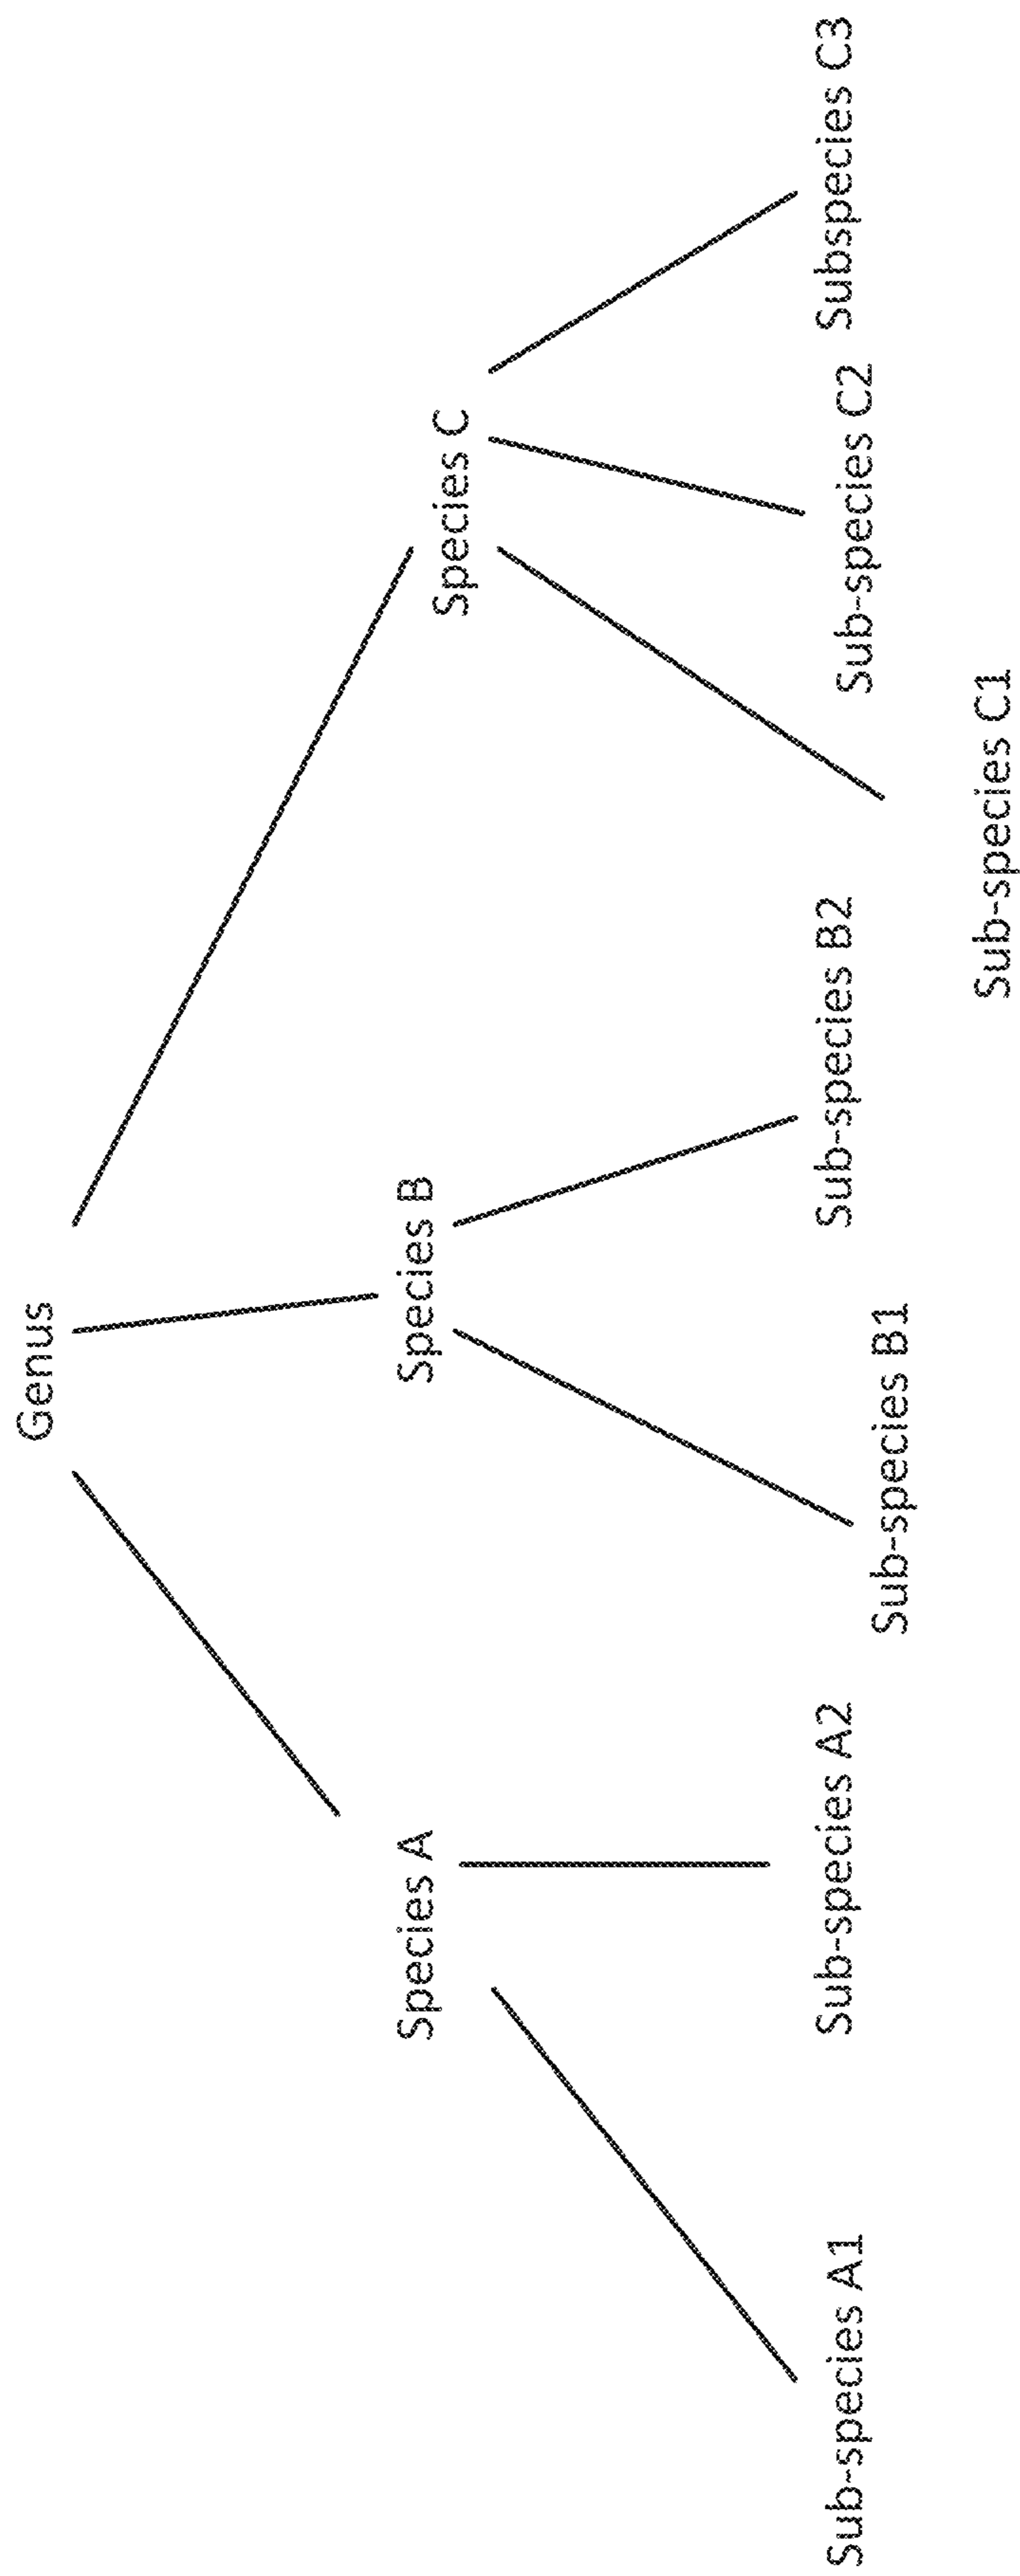 Genus
Species A
Species B
Species C
Sub-species A1
Sub-species A2
Sub-species B1
Sub-species B2
Sub-species C1
Sub-species C2
Subspecies C3